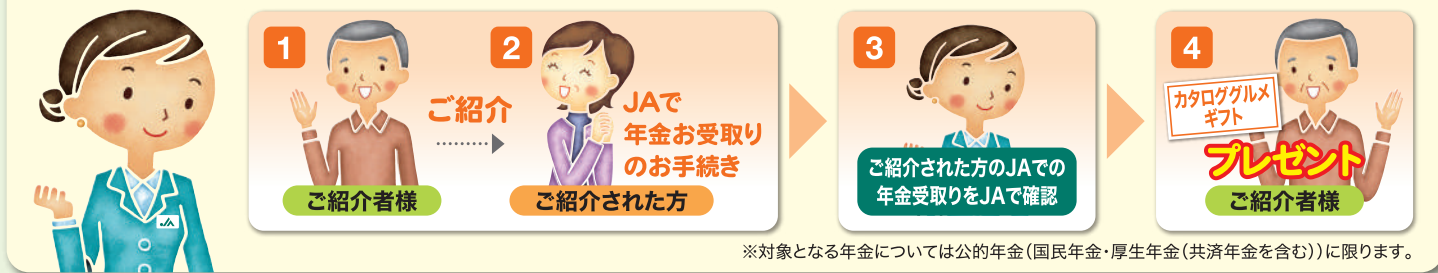 1
ご紹介
ご紹介者様
2
JAで
年金お受取り
のお手続き
ご紹介された方
3
ご紹介された方のJAでの
年金受取りをJAで確認
4
カタロググルメ
ギフト
プレゼント
ご紹介者様
JA
※対象となる年金については公的年金(国民年金・厚生年金(共済年金を含む))に限ります。